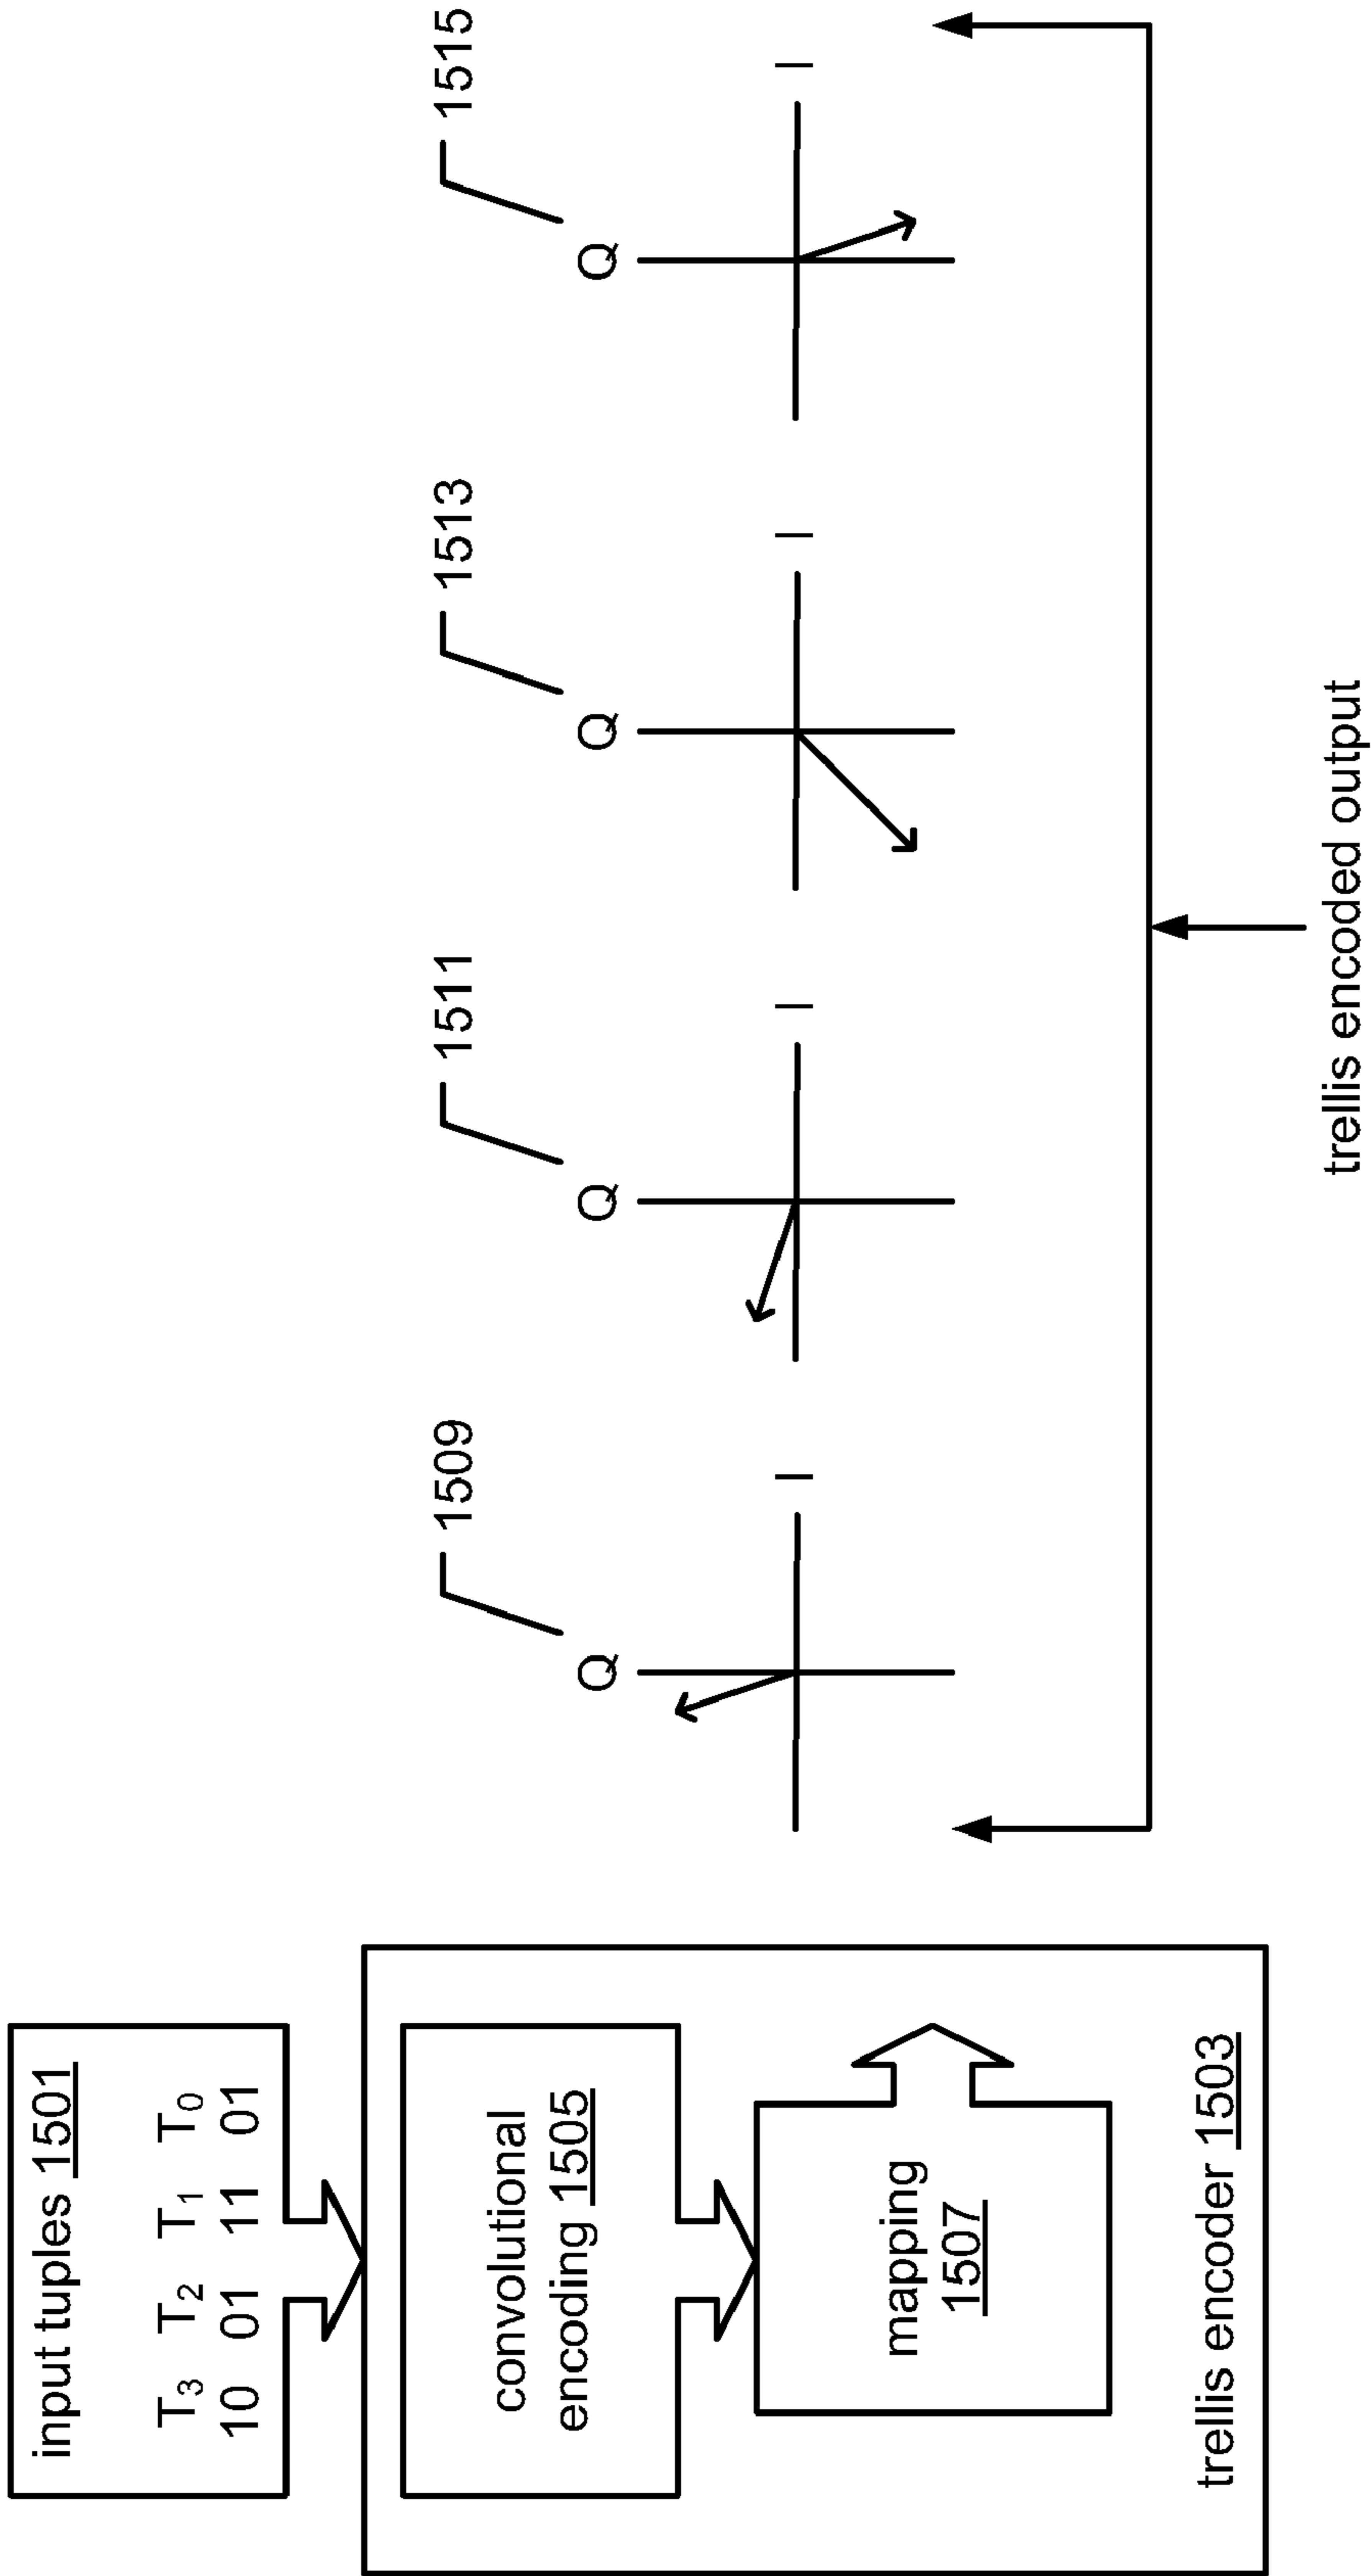 input tuples 1501
T3 T2 T1 T0
10 01 11 01
convolutional
encoding 1505
mapping
1507
trellis encoder 1503
1509
Q
I
1511
Q
I
1513
Q
I
1515
Q
I
trellis encoded output